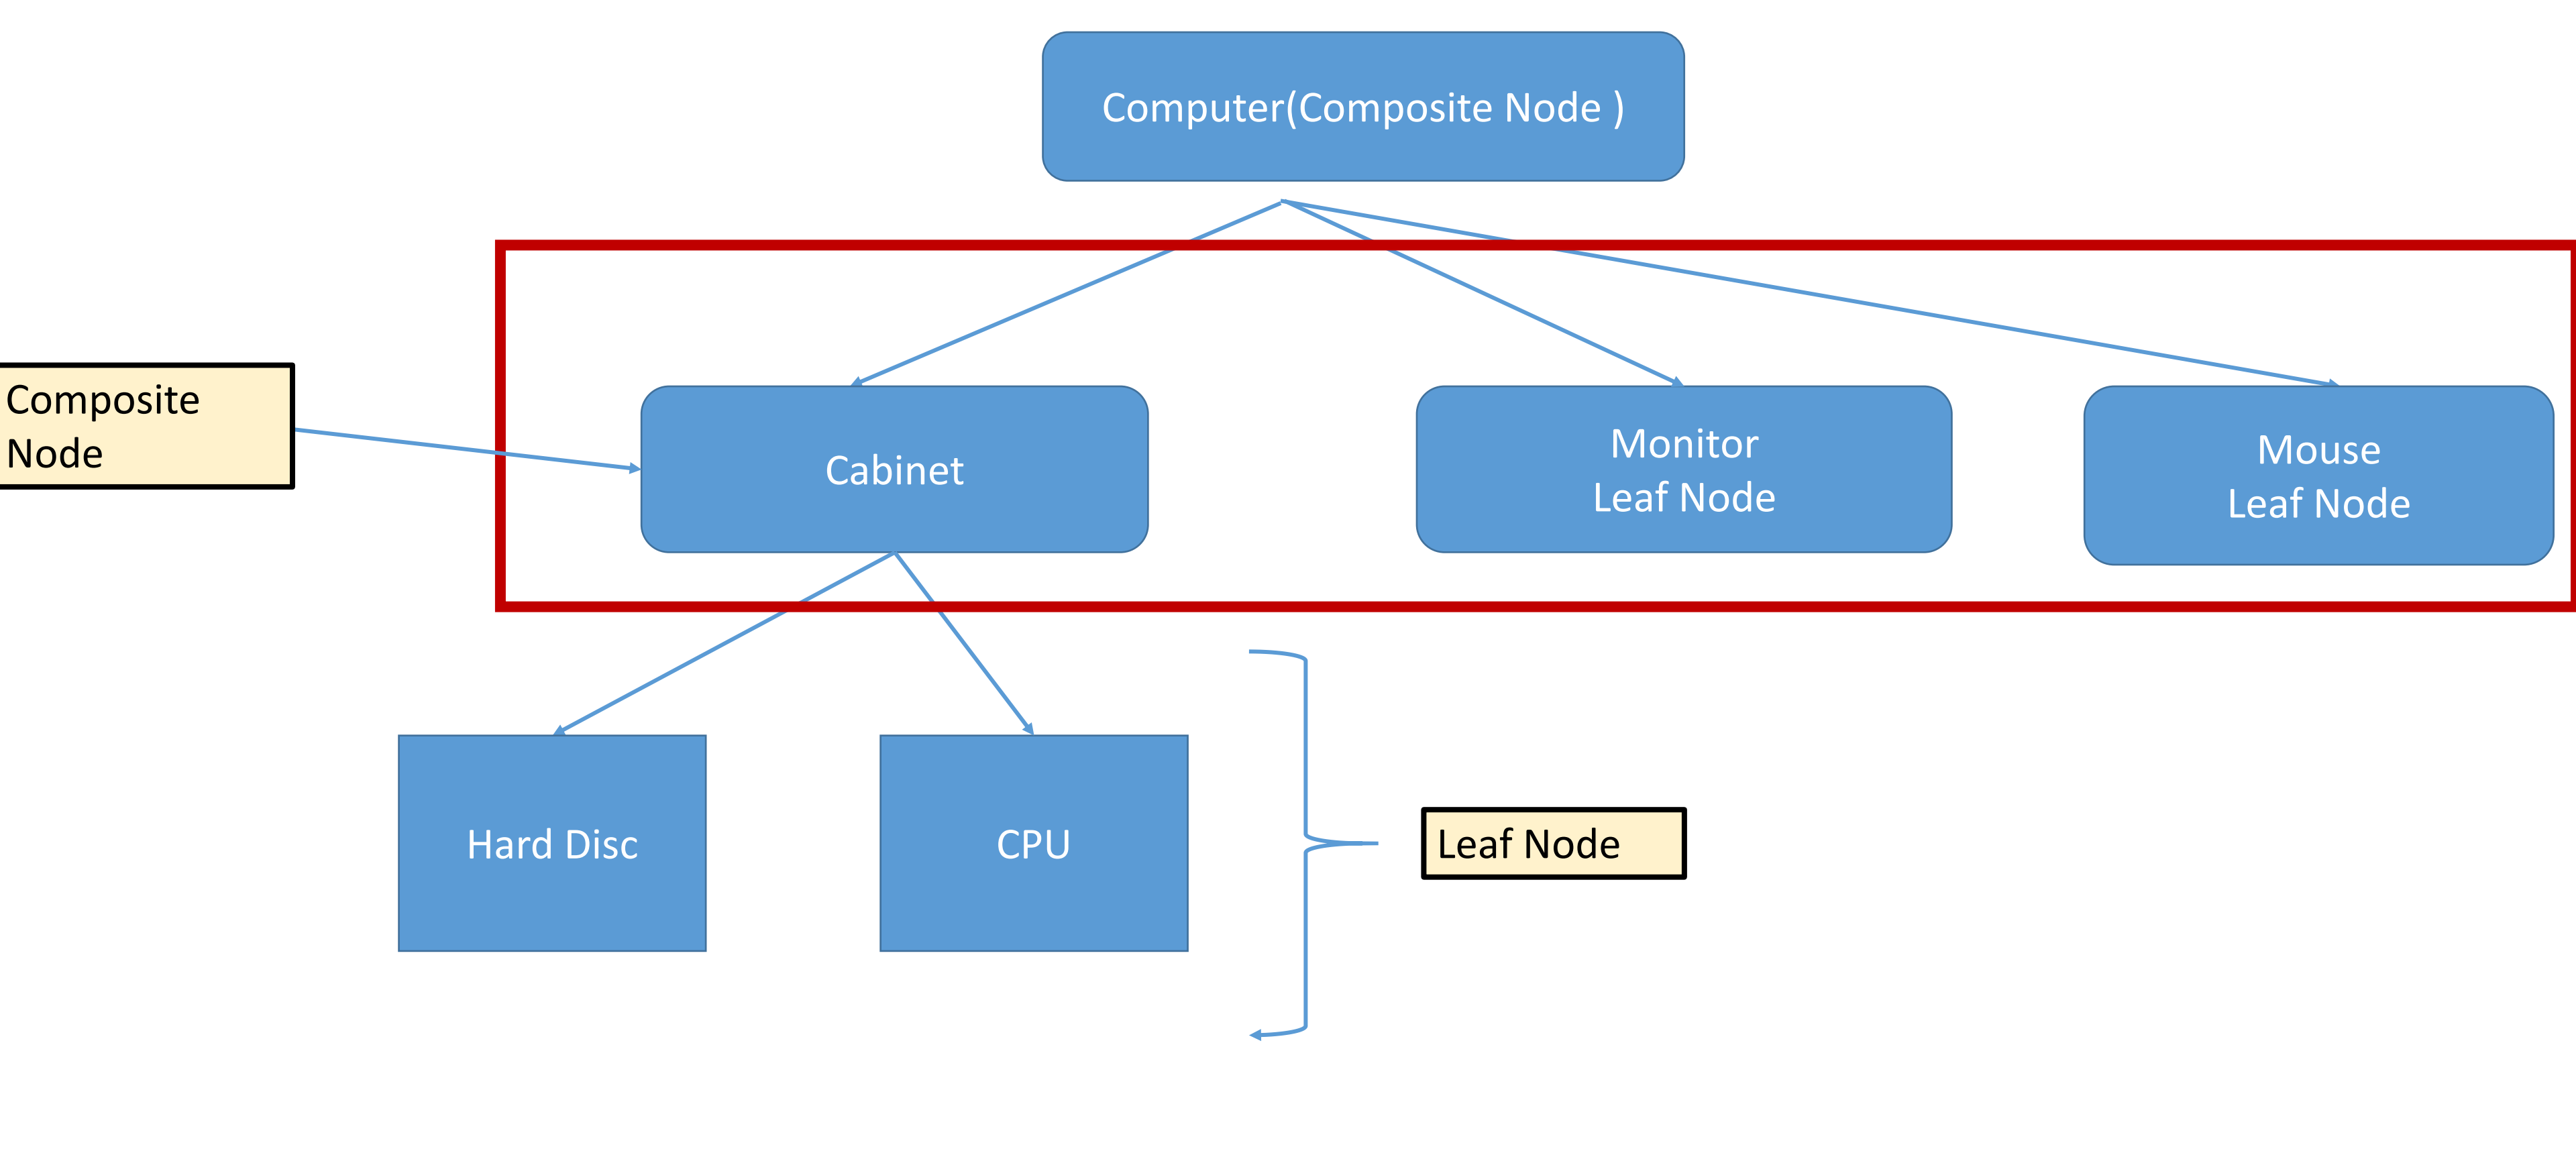 Computer(Composite Node )
Composite
Node
Cabinet
Monitor
Leaf Node
Mouse
Leaf Node
Hard Disc
CPU
Leaf Node